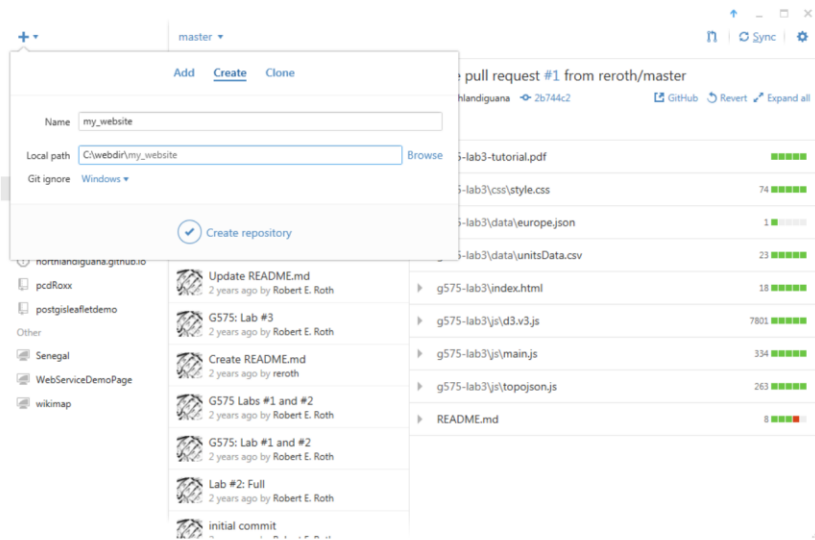 master
Sync
Add Create Clone
Name my_website
Local path C:\webdir\my_website Browse
Git ignore Windows
Create repository
northlandiguana.github.io
pcdRoxx
postgisleafletdemo
Other
Senegal
WebServiceDemoPage
wikimap
Update README.md
2 years ago by Robert E. Roth
G575: Lab #3
2 years ago by Robert E. Roth
Create README.md
2 years ago by reroth
G575 Labs #1 and #2
2 years ago by Robert E. Roth
G575: Lab #1 and #2
2 years ago by Robert E. Roth
Lab #2: Full
2 years ago by Robert E. Roth
initial commit
pull request #1 from reroth/master
hlandiguana 2b744c2 GitHub Revert Expand all
5-lab3-tutorial.pdf
5-lab3\css\style.css 74
5-lab3\data\europe.json 1
5-lab3\data\unitsData.csv 23
g575-lab3\index.html 18
g575-lab3\js\d3.v3.js 7801
g575-lab3\js\main.js 334
g575-lab3\js\topojson.js 263
README.md 8